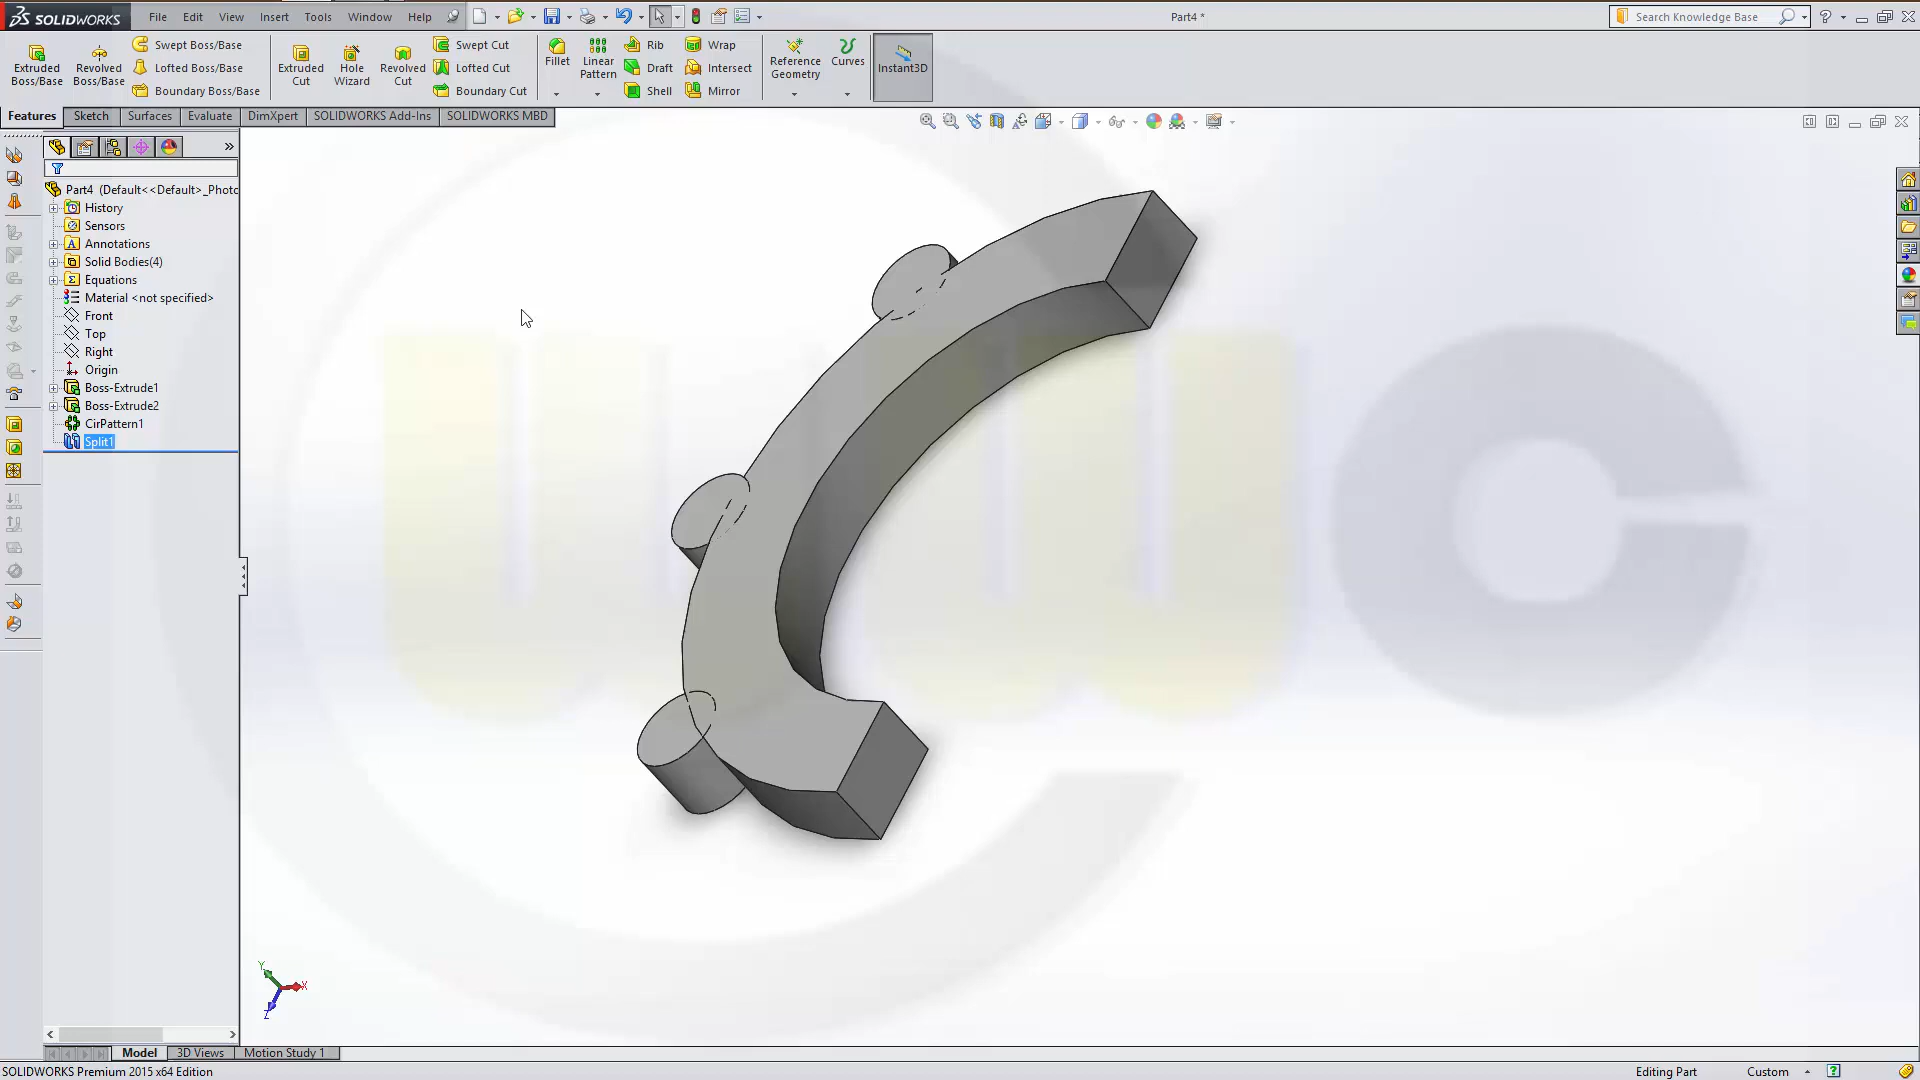 SOLIDWORKS File Edit View Insert Tools Window Help Part4 * Search Knowledge Base ?
Extruded Boss/Base
Revolved Boss/Base
Swept Boss/Base
Lofted Boss/Base
Boundary Boss/Base
Extruded Cut
Hole Wizard
Revolved Cut
Swept Cut
Lofted Cut
Boundary Cut
Fillet
Linear Pattern
Rib
Draft
Shell
Wrap
Intersect
Mirror
Reference Geometry
Curves
Instant3D
Features Sketch Surfaces Evaluate DimXpert SOLIDWORKS Add-Ins SOLIDWORKS MBD
Part4 (Default<<Default>_Photo
History
Sensors
Annotations
Solid Bodies(4)
Equations
Material <not specified>
Front
Top
Right
Origin
Boss-Extrude1
Boss-Extrude2
CirPattern1
Split1
Y
X
Z
Model 3D Views Motion Study 1
SOLIDWORKS Premium 2015 x64 Edition Editing Part Custom ?